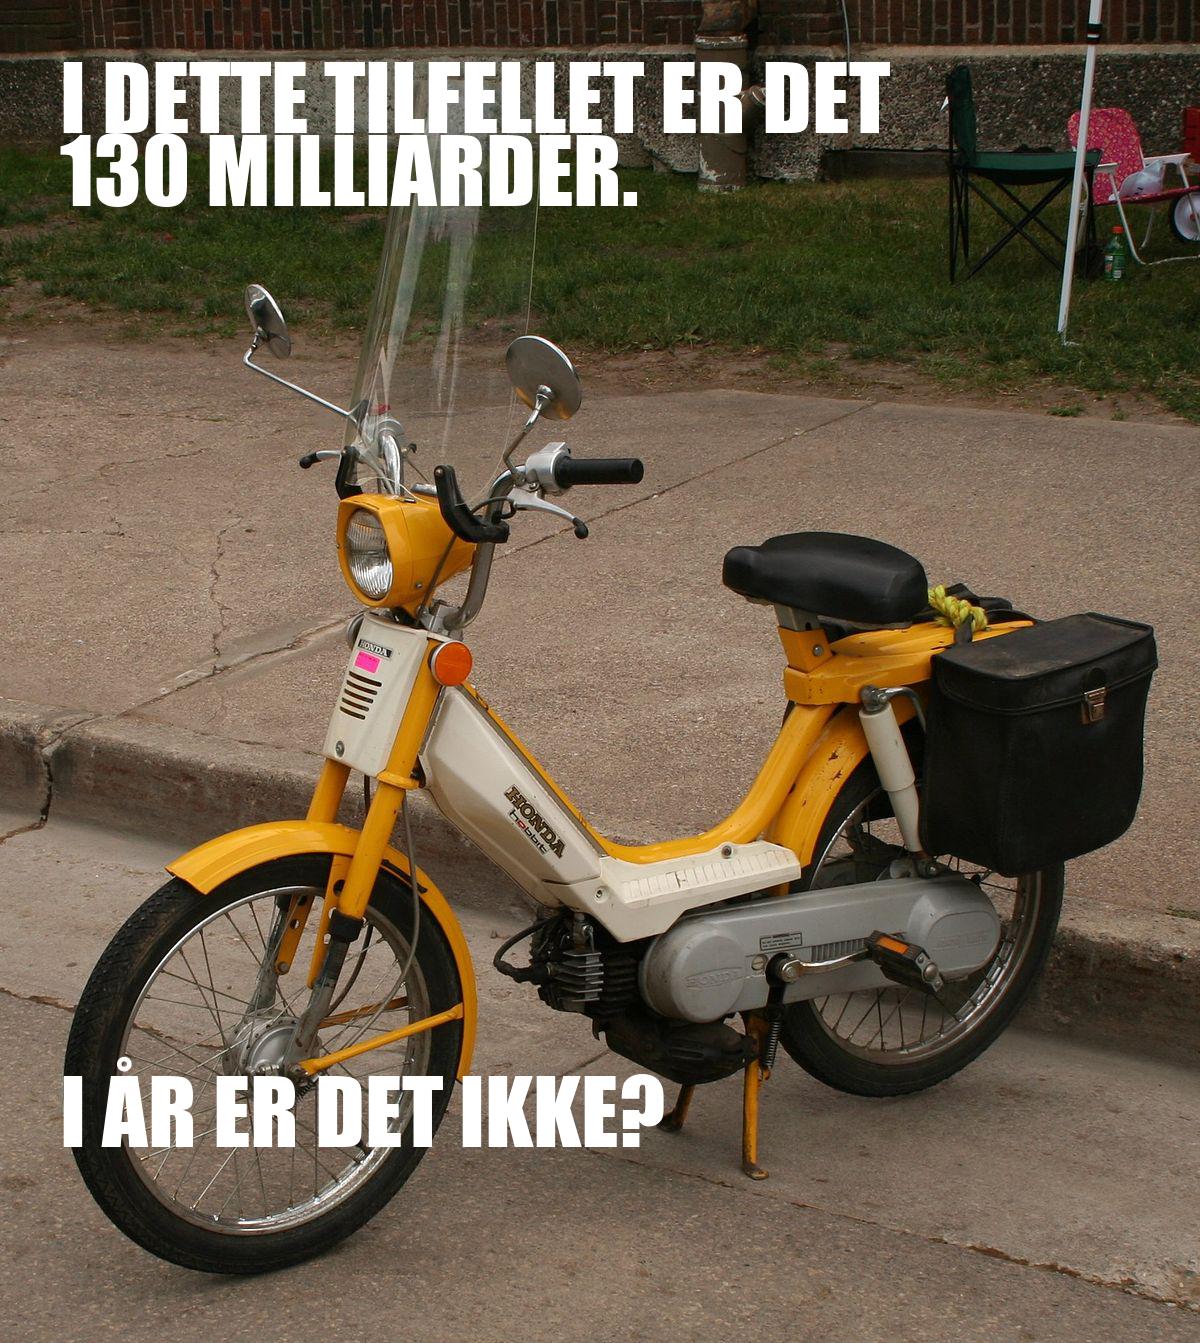 I DETTE TILFELLET ER DET
130 MILLIARDER.
HONDA
HONDA
hobbit
HONDA
I ÅR ER DET IKKE?